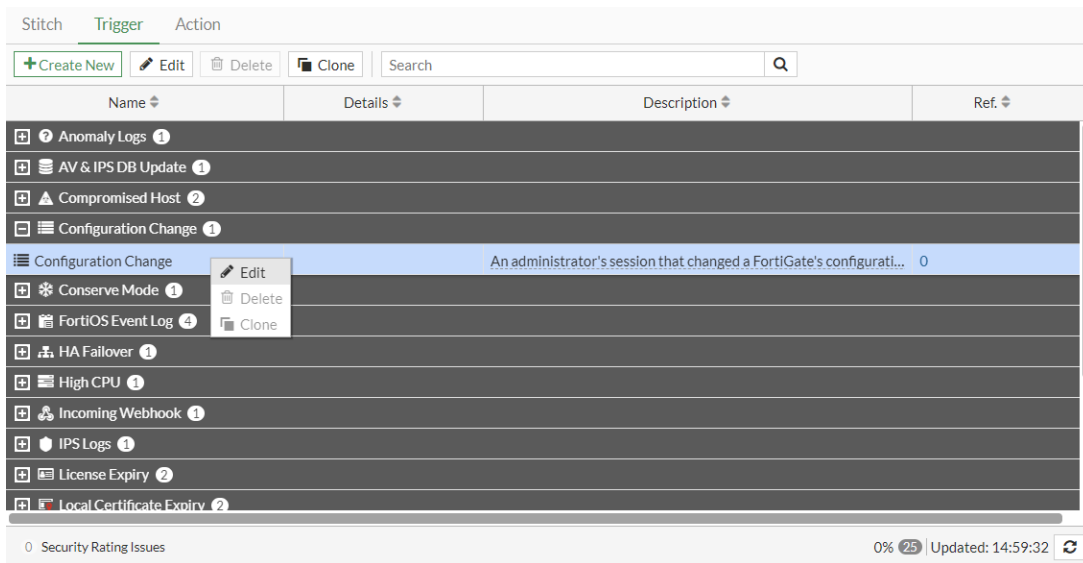 Stitch Trigger Action
Create New Edit Delete Clone Search
Name Details Description Ref.
Anomaly Logs 1
AV & IPS DB Update 1
Compromised Host 2
Configuration Change 1
Configuration Change An administrator's session that changed a FortiGate's configurati... 0
Edit
Delete
Clone
Conserve Mode 1
FortiOS Event Log 4
HA Failover 1
High CPU 1
Incoming Webhook 1
IPS Logs 1
License Expiry 2
Local Certificate Expiry 2
0 Security Rating Issues 0% 25 Updated: 14:59:32